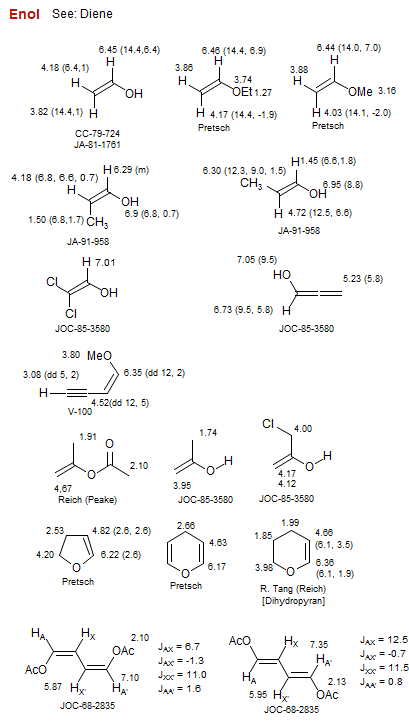 Enol See: Diene
6.45 (14.4,6.4)
4.18 (6.4,1)
H
H
OH
3.82 (14.4,1) H
CC-79-724
JA-81-1761
6.46 (14.4, 6.9)
3.86
H
H
3.74
OEt 1.27
H 4.17 (14.4, -1.9)
Pretsch
6.44 (14.0, 7.0)
3.88
H
H
OMe 3.16
H 4.03 (14.1, -2.0)
Pretsch
H 6.29 (m)
4.18 (6.8, 6.6, 0.7)
H
OH
6.9 (6.8, 0.7)
1.50 (6.8,1.7) CH3
JA-91-958
H1.45 (6.6,1.8)
6.30 (12.3, 9.0, 1.5)
CH3
OH 6.95 (8.8)
H 4.72 (12.5, 6.6)
JA-91-958
H 7.01
Cl
OH
Cl
JOC-85-3580
7.05 (9.5)
HO
5.23 (5.8)
6.73 (9.5, 5.8) H
JOC-85-3580
3.80 MeO
3.08 (dd 5, 2)
6.35 (dd 12, 2)
H
4.52(dd 12, 5)
V-100
1.91
O
O
2.10
4.67
Reich (Peake)
1.74
H
O
3.95
JOC-85-3580
Cl
4.00
H
O
4.17
4.12
JOC-85-3580
2.53
4.82 (2.6, 2.6)
4.20
O
6.22 (2.6)
Pretsch
2.66
4.63
O
6.17
Pretsch
1.99
1.85
4.66
(6.1, 3.5)
3.98
O
6.36
(6.1, 1.9)
R. Tang (Reich)
[Dihydropyran]
HA
HX
2.10
OAc
AcO
5.87 HX'
7.10
HA'
JAX = 6.7
JAX' = -1.3
JXX' = 11.0
JAA' = 1.6
JOC-68-2835
AcO
HX 7.35
HA'
HA
2.13
5.95 HX'
OAc
JAX = 12.5
JAX' = -0.7
JXX' = 11.5
JAA' = 0.8
JOC-68-2835